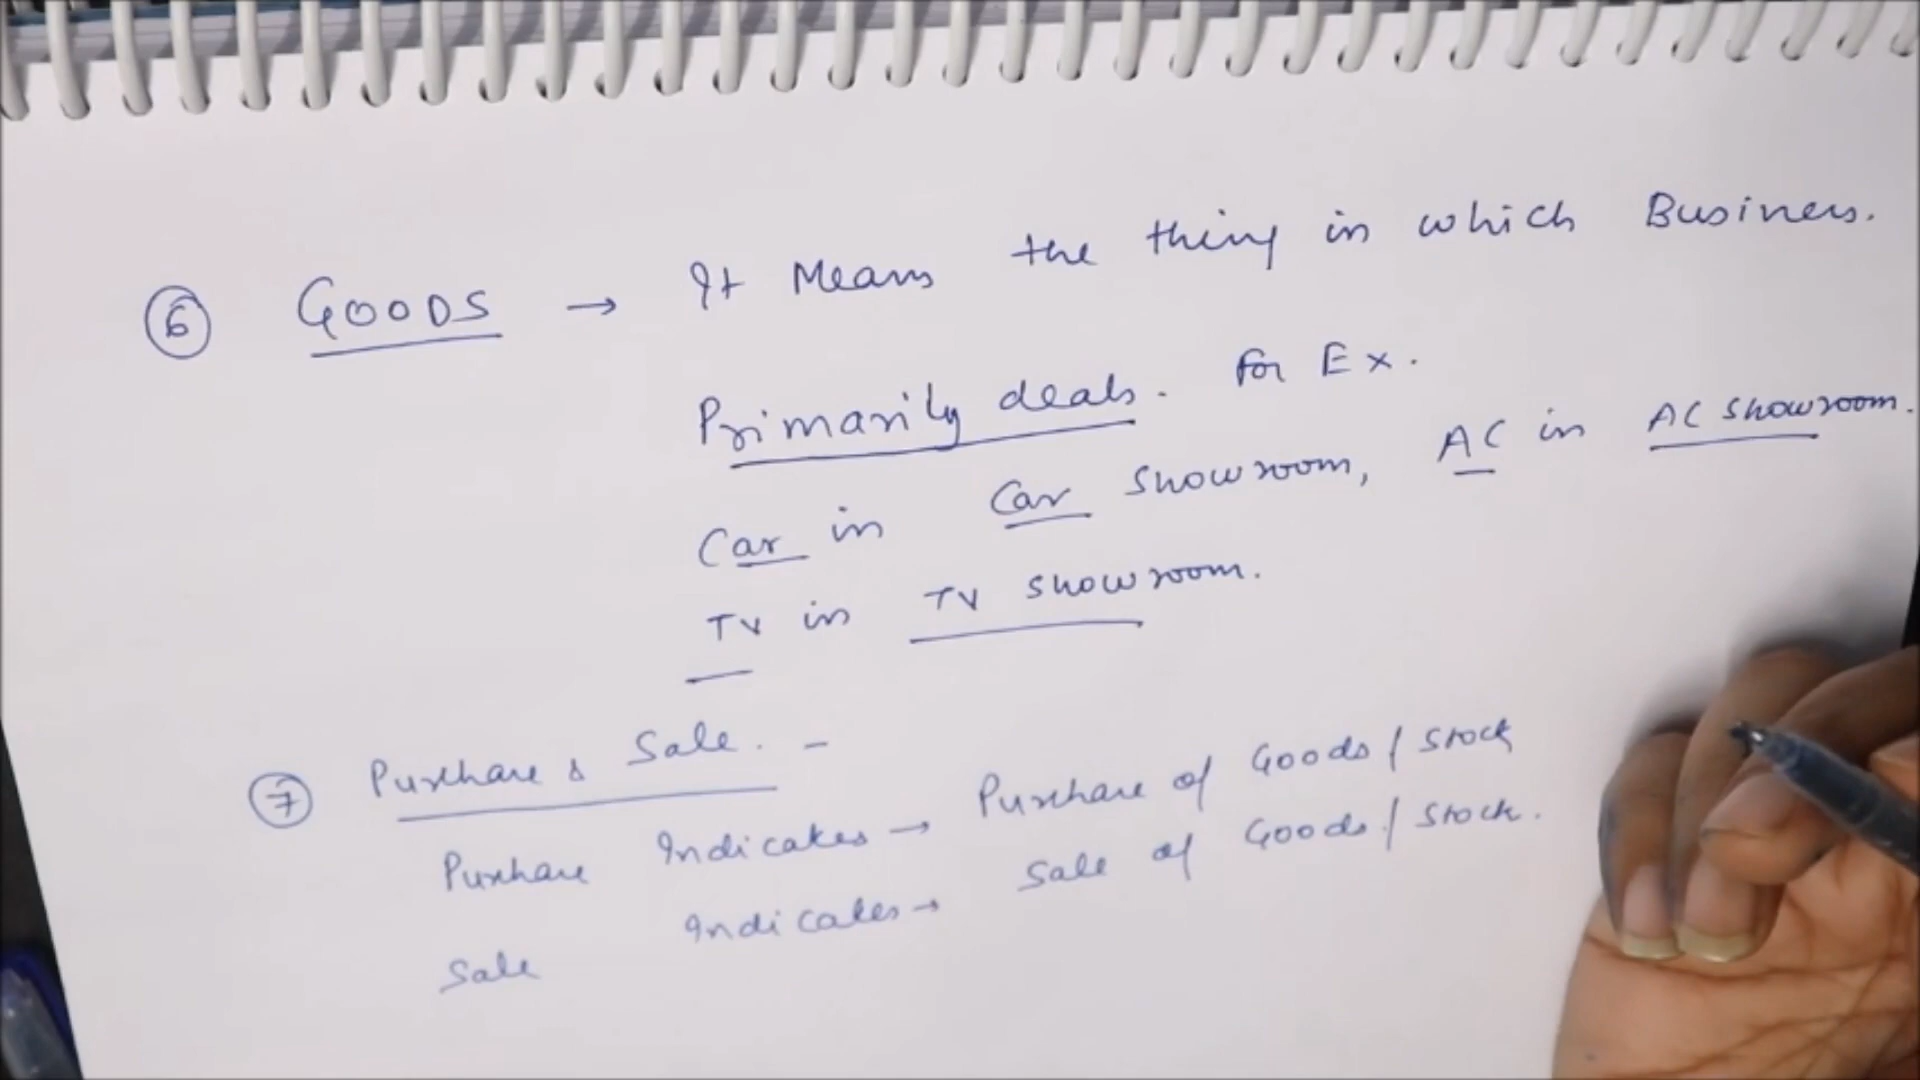 ⑥ GOODS → It Means the thing in which Business.
Primarily deals. for Ex.
Car in Car showroom, AC in AC showroom.
TV in TV showroom.
⑦ Purchase & Sale. -
Purchase Indicates → Purchase of Goods / Stock
Sale Indicates → Sale of Goods / Stock.